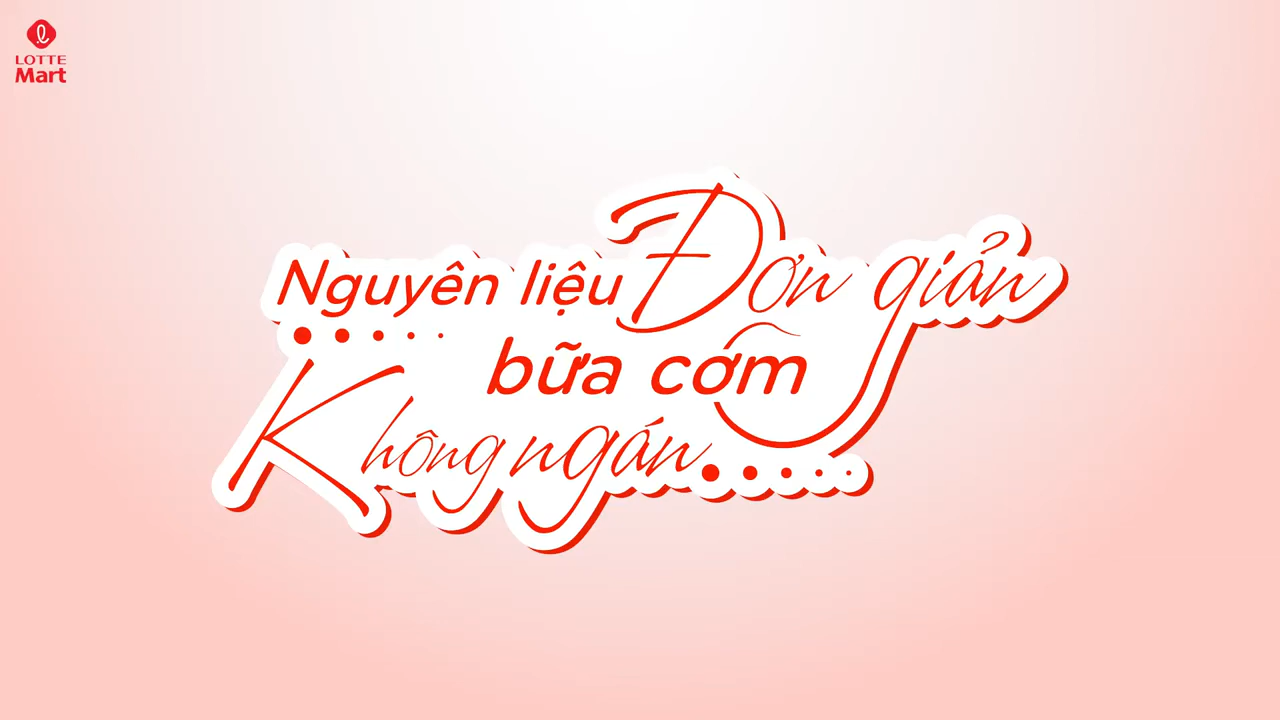 LOTTE
Mart
Nguyên liệu Đơn giản
bữa cơm
Không ngán.....